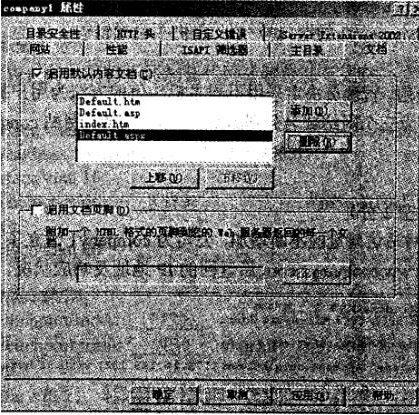 company1 属性
目录安全性 HTTP 头 自定义错误 Server Extensions 2002
网站 性能 ISAPI 筛选器 主目录 文档
启用默认内容文档(C)
Default.htm
Default.asp
index.htm
Default.aspx
添加(D)
删除(R)
上移(U) 下移(W)
启用文档页脚(O)
附加一个 HTML 格式的页脚到您的 Web 服务器返回的每一个文
档。
确定 取消 应用(A) 帮助